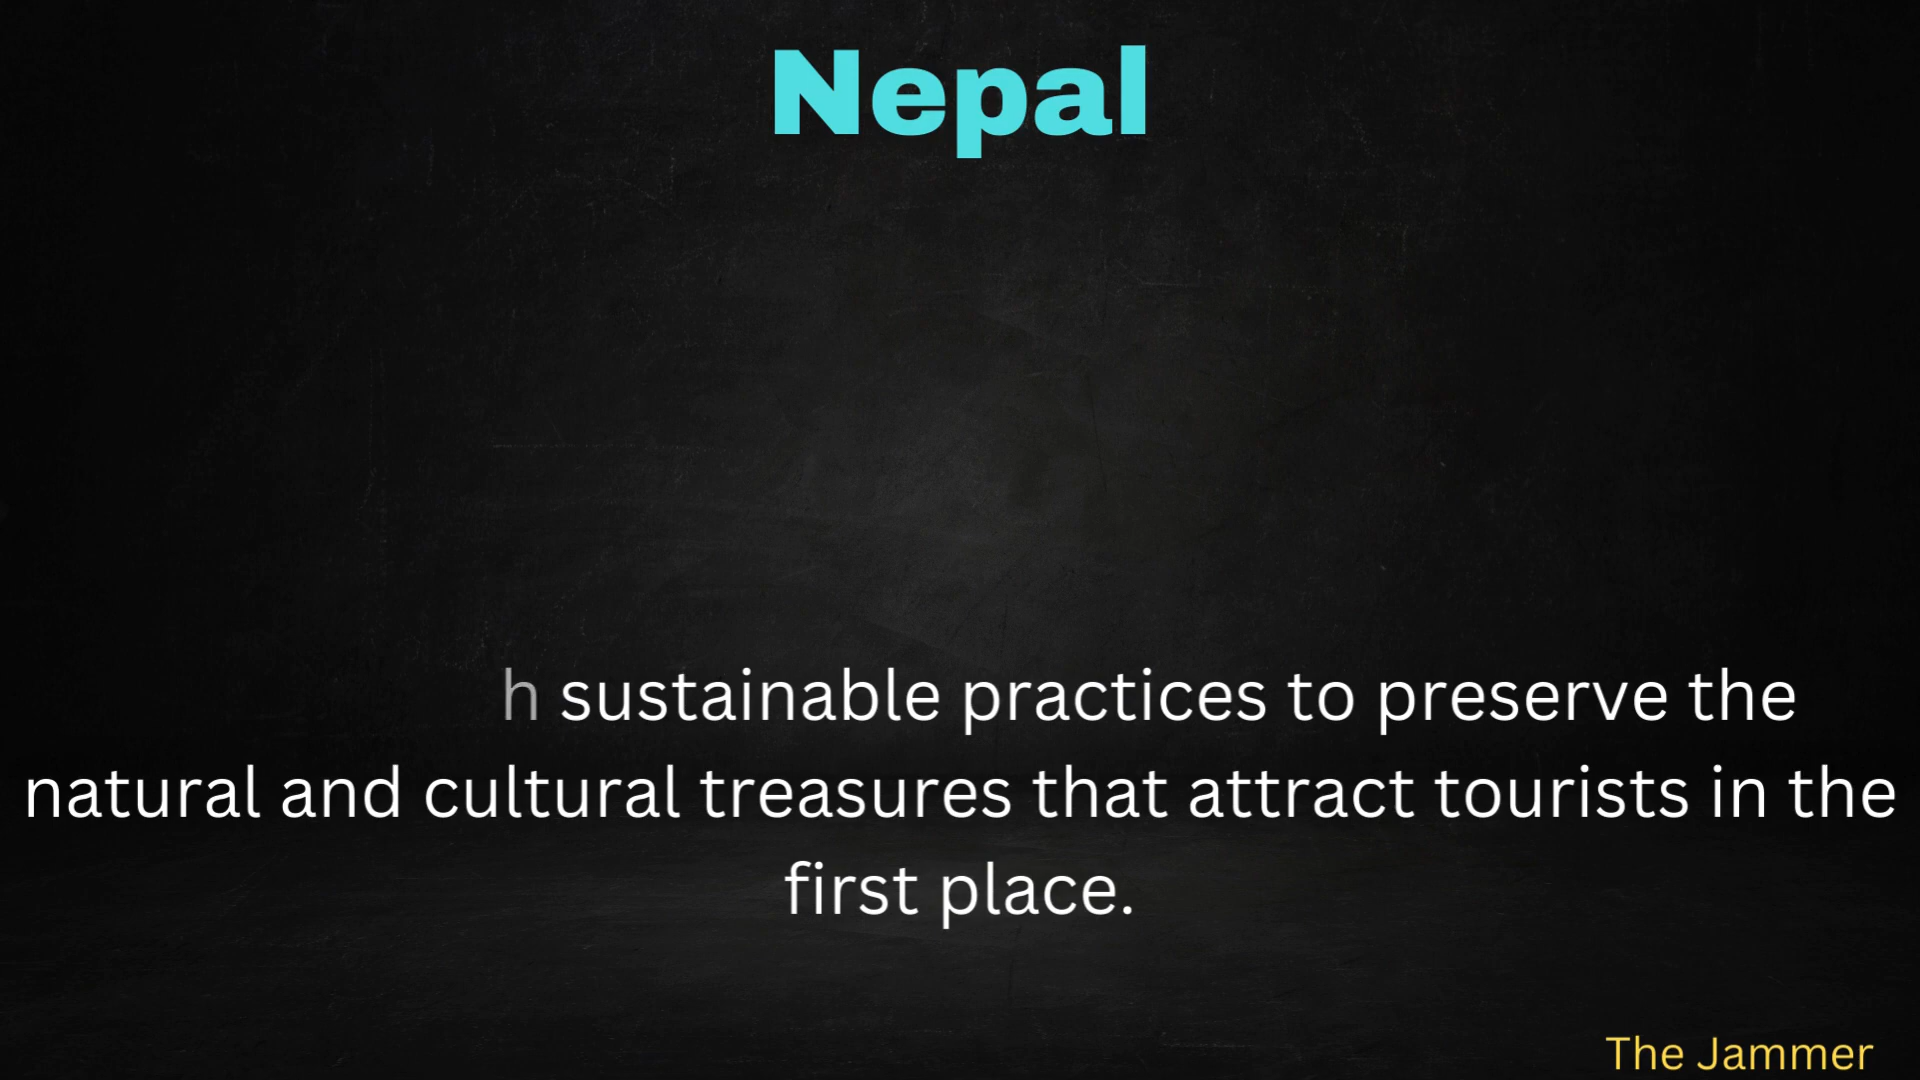 Nepal
h sustainable practices to preserve the
natural and cultural treasures that attract tourists in the
first place.
The Jammer